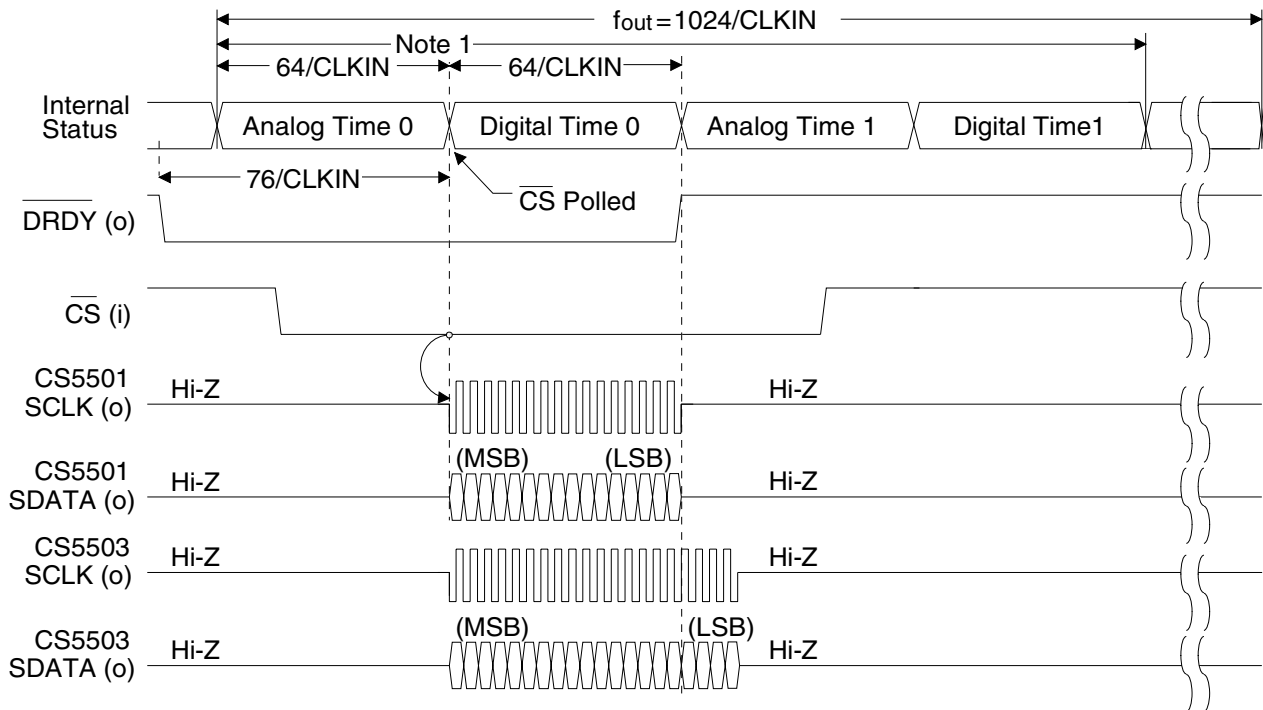 fout=1024/CLKIN
Note 1
64/CLKIN 64/CLKIN
Internal
Status
Analog Time 0 Digital Time 0 Analog Time 1 Digital Time1
76/CLKIN
CS Polled
DRDY (o)
CS (i)
CS5501
SCLK (o)
Hi-Z Hi-Z
CS5501
SDATA (o)
Hi-Z (MSB) (LSB) Hi-Z
CS5503
SCLK (o)
Hi-Z Hi-Z
CS5503
SDATA (o)
Hi-Z (MSB) (LSB) Hi-Z